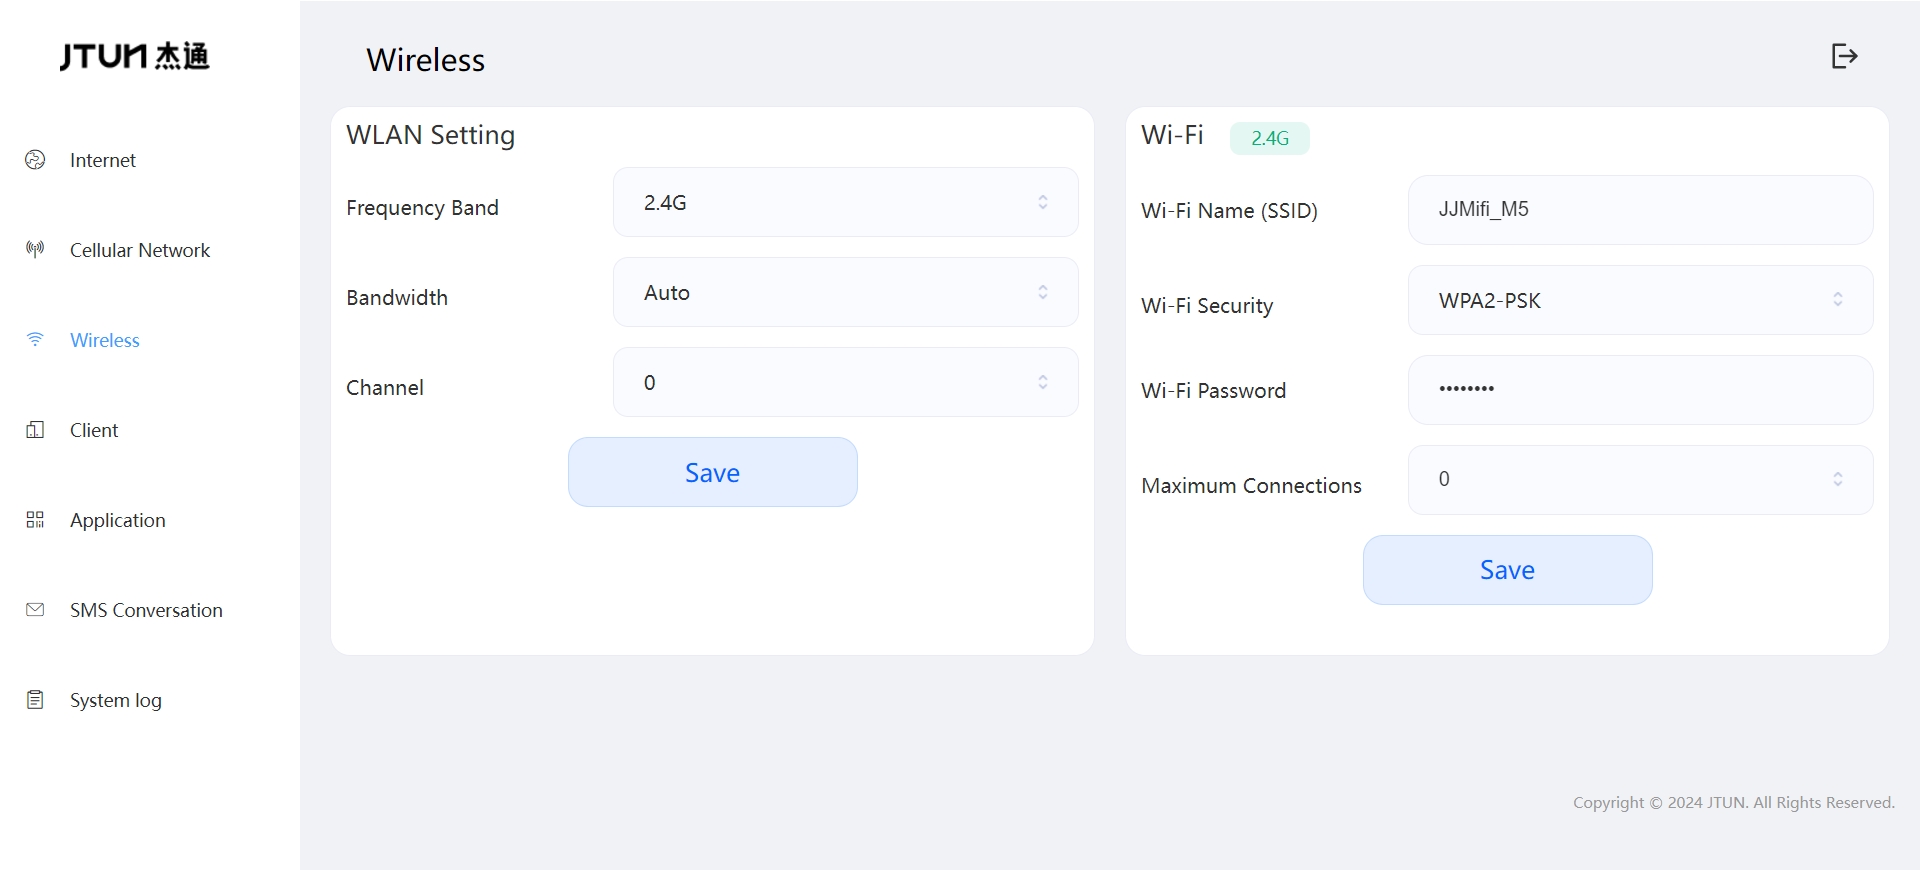 JTUN 杰通
Internet
Cellular Network
Wireless
Client
Application
SMS Conversation
System log
Wireless
WLAN Setting
Frequency Band
2.4G
Bandwidth
Auto
Channel
0
Save
Wi-Fi 2.4G
Wi-Fi Name (SSID)
JJMifi_M5
Wi-Fi Security
WPA2-PSK
Wi-Fi Password
••••••••
Maximum Connections
0
Save
Copyright © 2024 JTUN. All Rights Reserved.